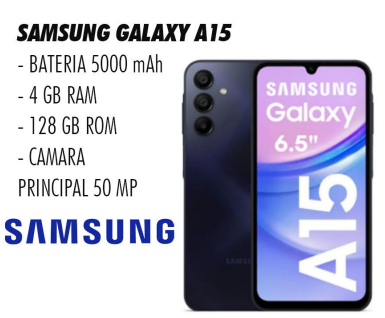 SAMSUNG GALAXY A15
- BATERIA 5000 mAh
- 4 GB RAM
- 128 GB ROM
- CAMARA
PRINCIPAL 50 MP
SAMSUNG
SAMSUNG
Galaxy
6.5"
A15
SAMSUNG